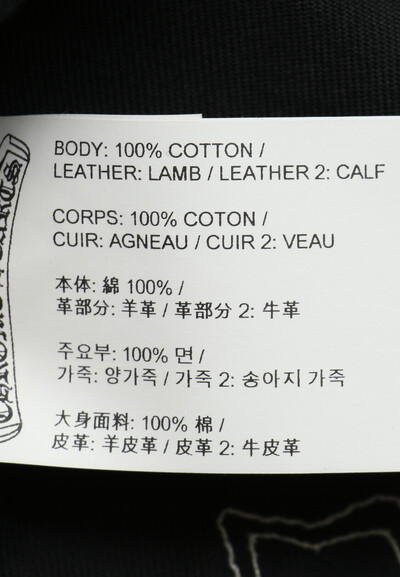 BODY: 100% COTTON /
LEATHER: LAMB / LEATHER 2: CALF
CORPS: 100% COTON /
CUIR: AGNEAU / CUIR 2: VEAU
本体: 綿 100% /
革部分: 羊革 / 革部分 2: 牛革
주요부: 100% 면 /
가죽: 양가죽 / 가죽 2: 송아지 가죽
大身面料: 100% 棉 /
皮革: 羊皮革 / 皮革 2: 牛皮革